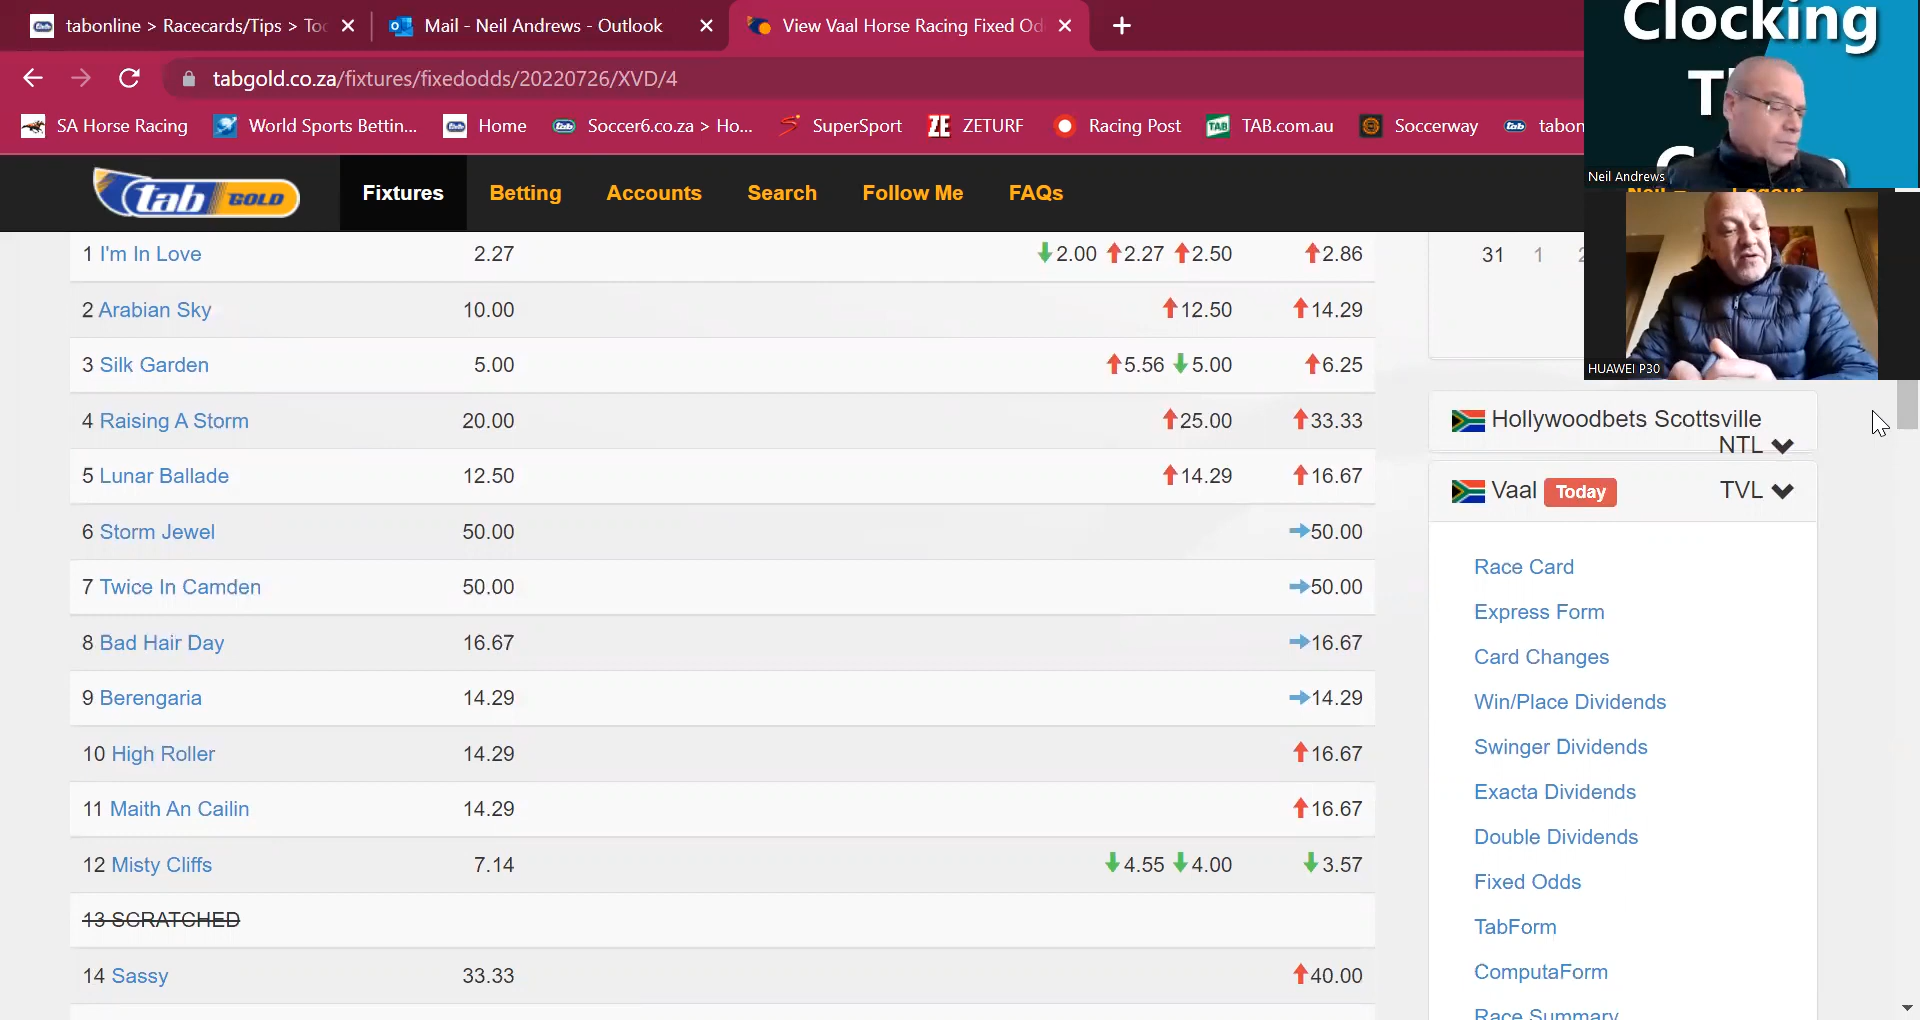 tabonline > Racecards/Tips > To
Mail - Neil Andrews - Outlook
View Vaal Horse Racing Fixed Od
tabgold.co.za/fixtures/fixedodds/20220726/XVD/4
SA Horse Racing
World Sports Bettin...
Home
Soccer6.co.za > Ho...
SuperSport
ZE ZETURF
Racing Post
TAB TAB.com.au
Soccerway
tab tabon
Clocking
Neil Andrews
HUAWEI P30
tab GOLD
Fixtures
Betting
Accounts
Search
Follow Me
FAQs
Neil
Logout
1 I'm In Love 2.27 2.00 2.27 2.50 2.86
2 Arabian Sky 10.00 12.50 14.29
3 Silk Garden 5.00 5.56 5.00 6.25
4 Raising A Storm 20.00 25.00 33.33
5 Lunar Ballade 12.50 14.29 16.67
6 Storm Jewel 50.00 50.00
7 Twice In Camden 50.00 50.00
8 Bad Hair Day 16.67 16.67
9 Berengaria 14.29 14.29
10 High Roller 14.29 16.67
11 Maith An Cailin 14.29 16.67
12 Misty Cliffs 7.14 4.55 4.00 3.57
13 SCRATCHED
14 Sassy 33.33 40.00
31 1 2
Hollywoodbets Scottsville
NTL
Vaal Today TVL
Race Card
Express Form
Card Changes
Win/Place Dividends
Swinger Dividends
Exacta Dividends
Double Dividends
Fixed Odds
TabForm
ComputaForm
Race Summary